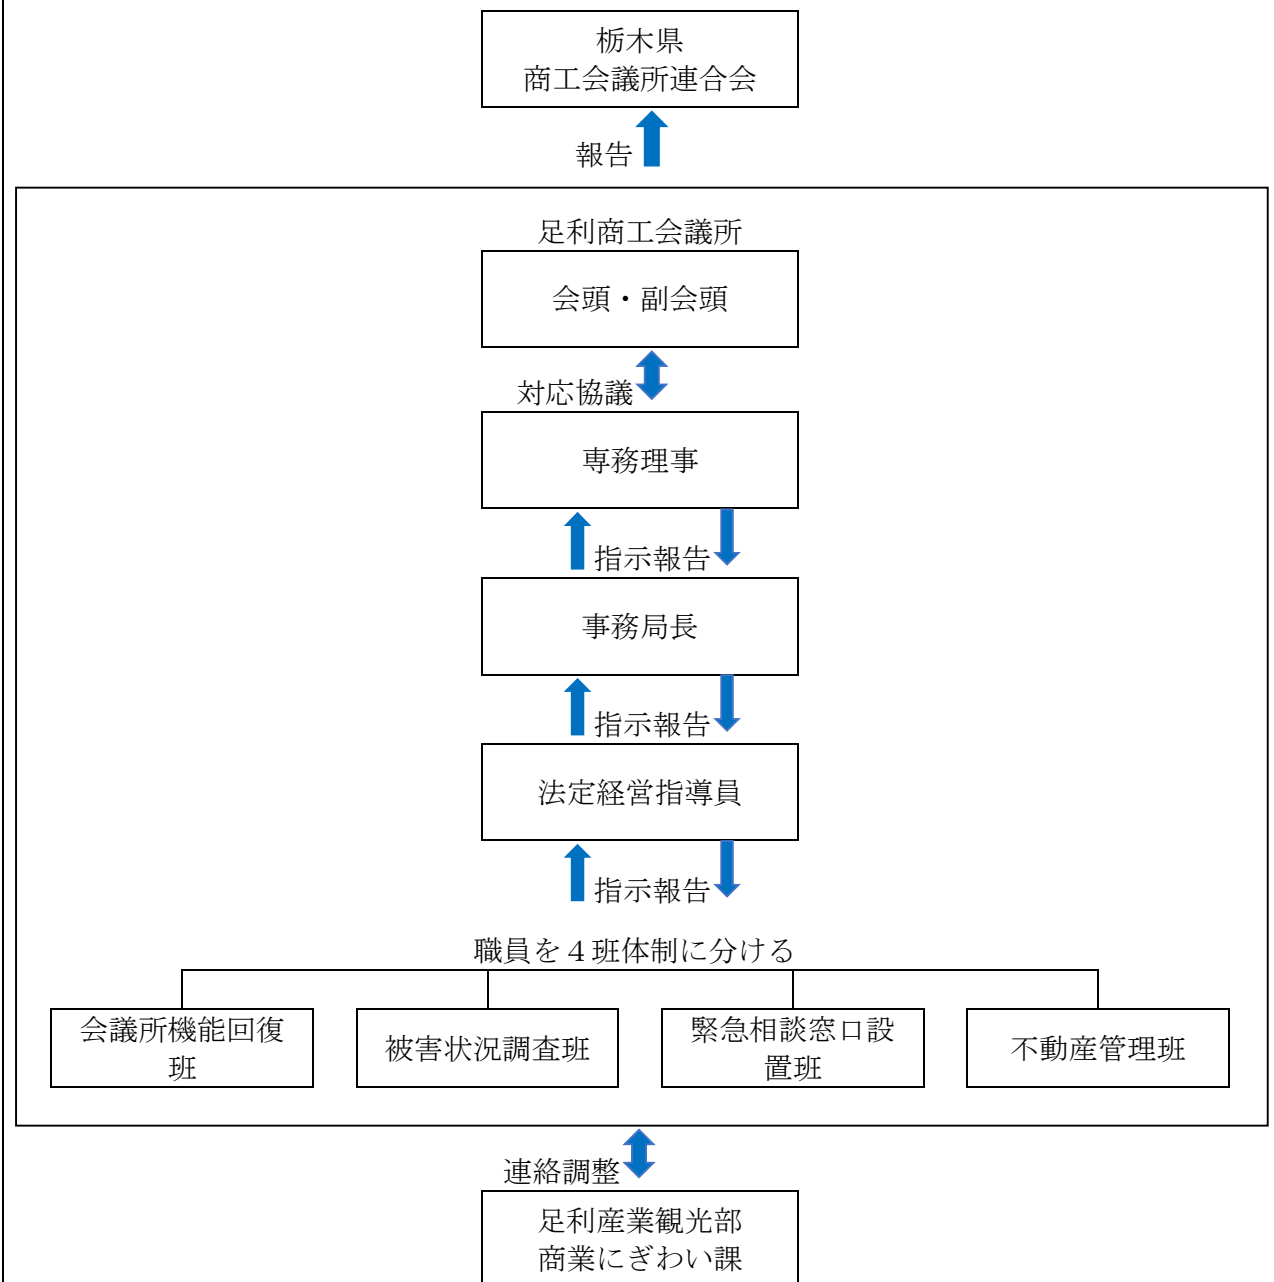 栃木県
商工会議所連合会
報告
足利商工会議所
会頭・副会頭
対応協議
専務理事
指示報告
事務局長
指示報告
法定経営指導員
指示報告
職員を４班体制に分ける
会議所機能回復
班
被害状況調査班
緊急相談窓口設
置班
不動産管理班
連絡調整
足利産業観光部
商業にぎわい課